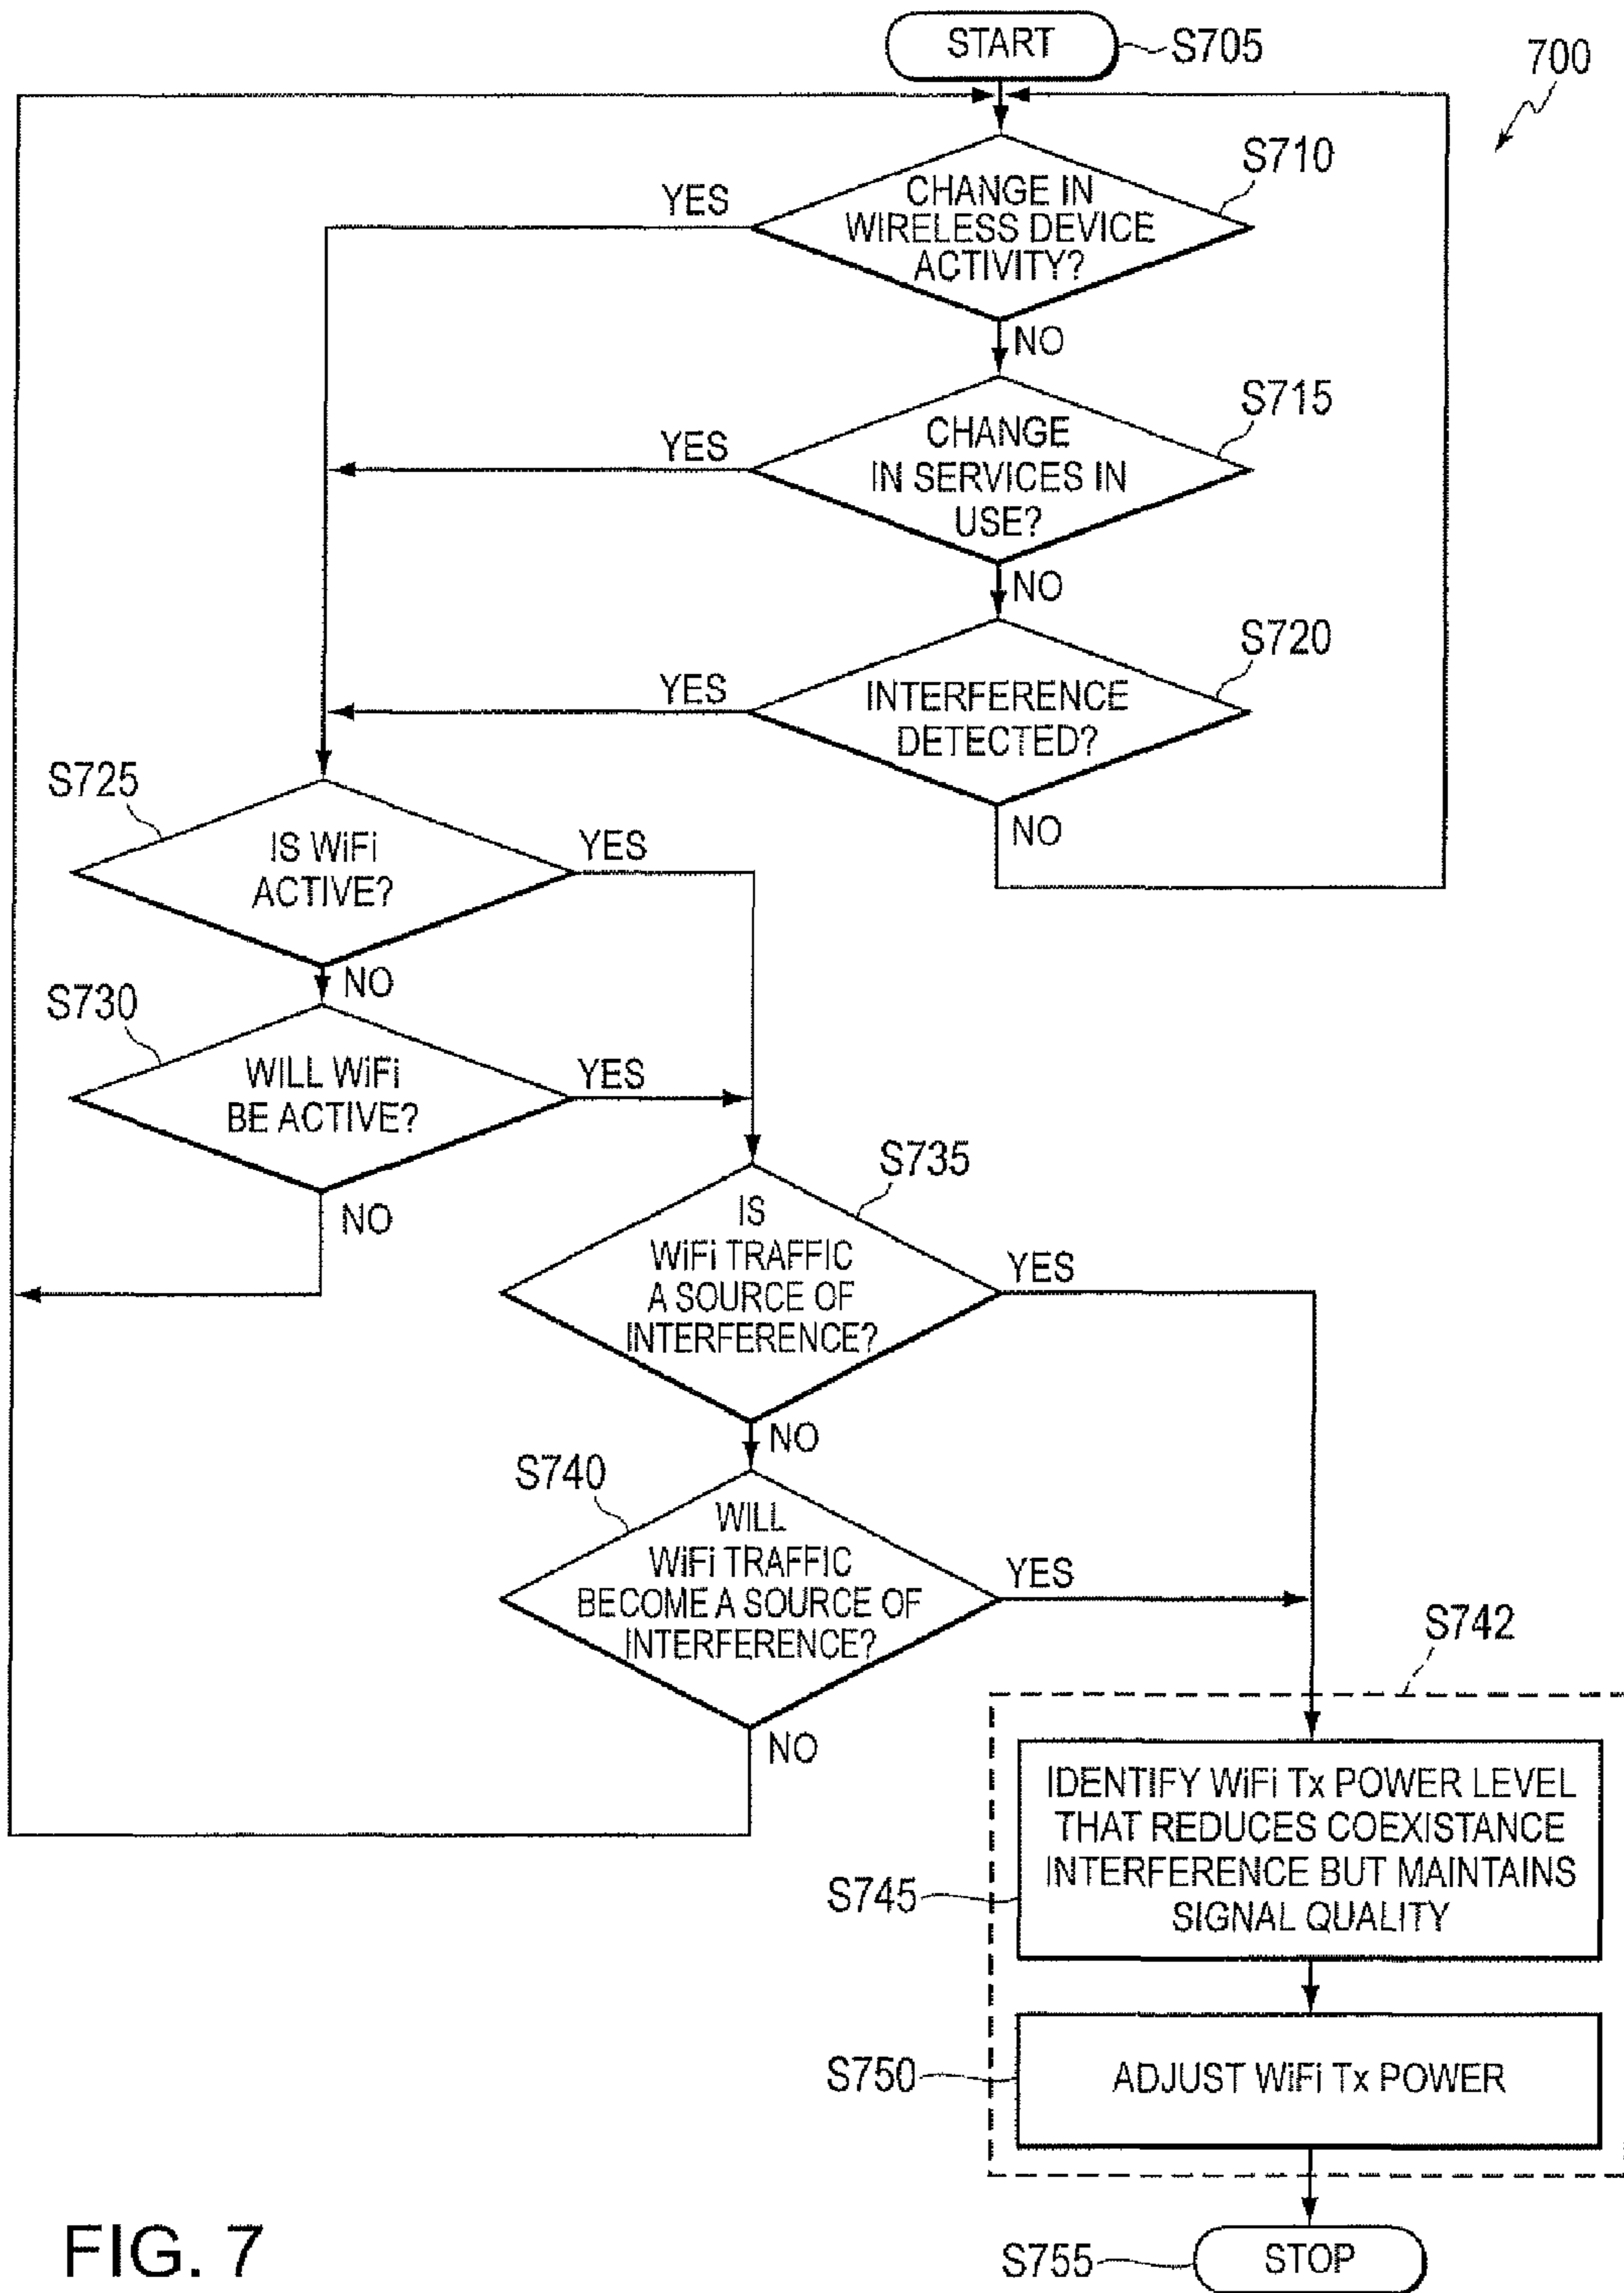 START
S705
700
S710
CHANGE IN
WIRELESS DEVICE
ACTIVITY?
YES
NO
S715
CHANGE
IN SERVICES IN
USE?
YES
NO
S720
INTERFERENCE
DETECTED?
YES
NO
S725
IS WiFi
ACTIVE?
YES
NO
S730
WILL WiFi
BE ACTIVE?
YES
NO
S735
IS
WiFi TRAFFIC
A SOURCE OF
INTERFERENCE?
YES
NO
S740
WILL
WiFi TRAFFIC
BECOME A SOURCE OF
INTERFERENCE?
YES
NO
S742
S745
IDENTIFY WiFi Tx POWER LEVEL
THAT REDUCES COEXISTANCE
INTERFERENCE BUT MAINTAINS
SIGNAL QUALITY
S750
ADJUST WiFi Tx POWER
S755
STOP
FIG. 7